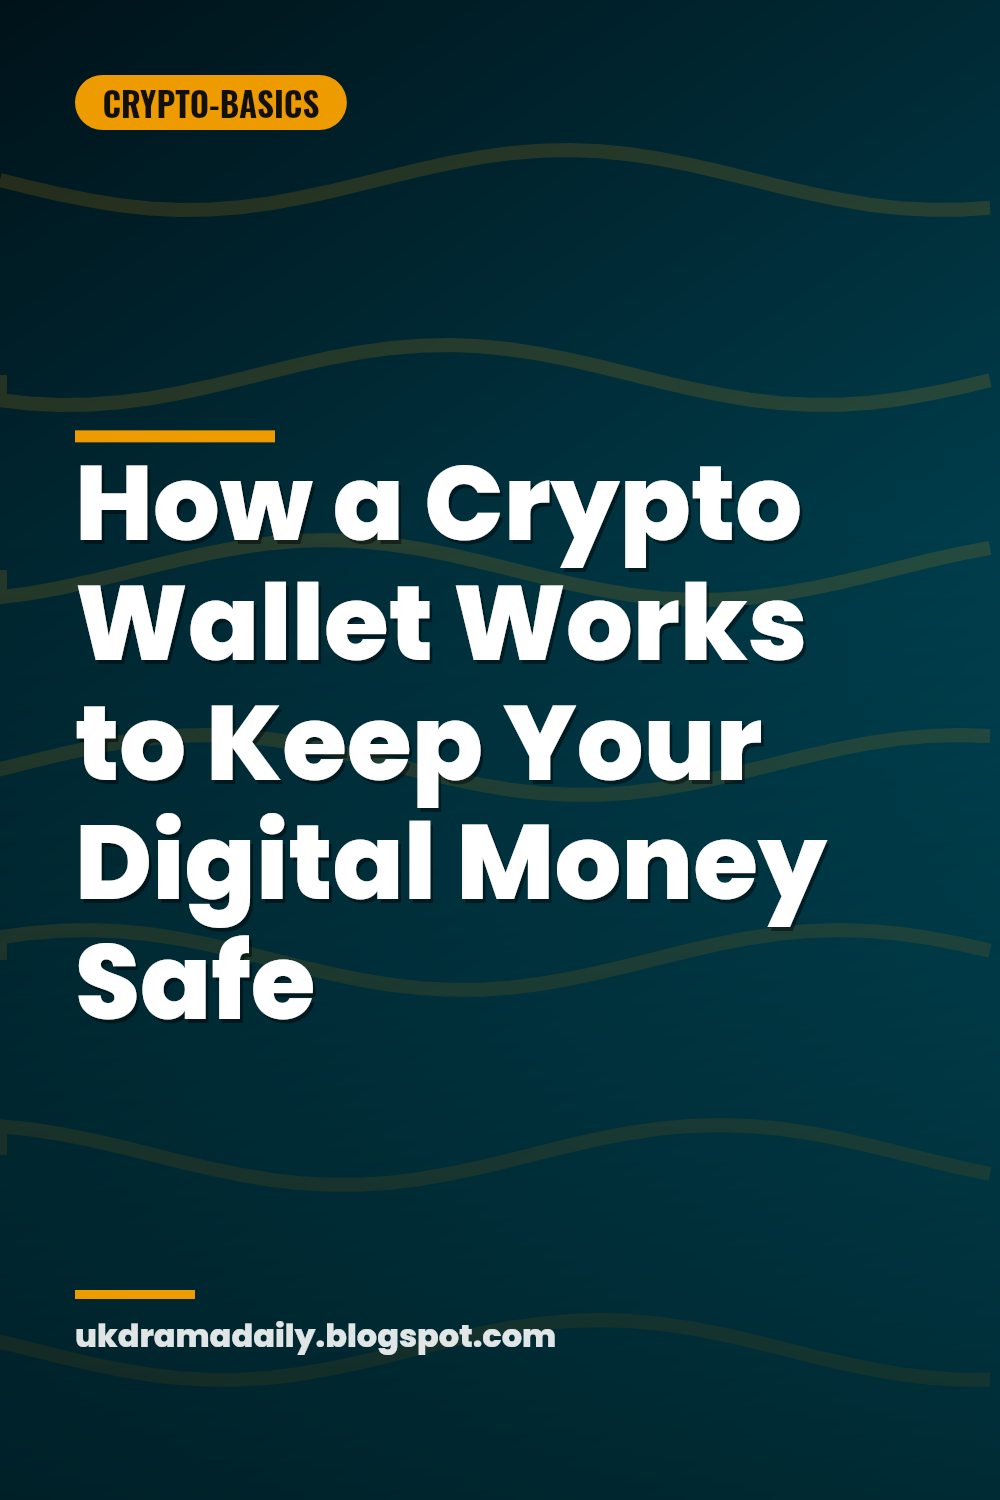 CRYPTO-BASICS
How a Crypto
Wallet Works
to Keep Your
Digital Money
Safe
ukdramadaily.blogspot.com